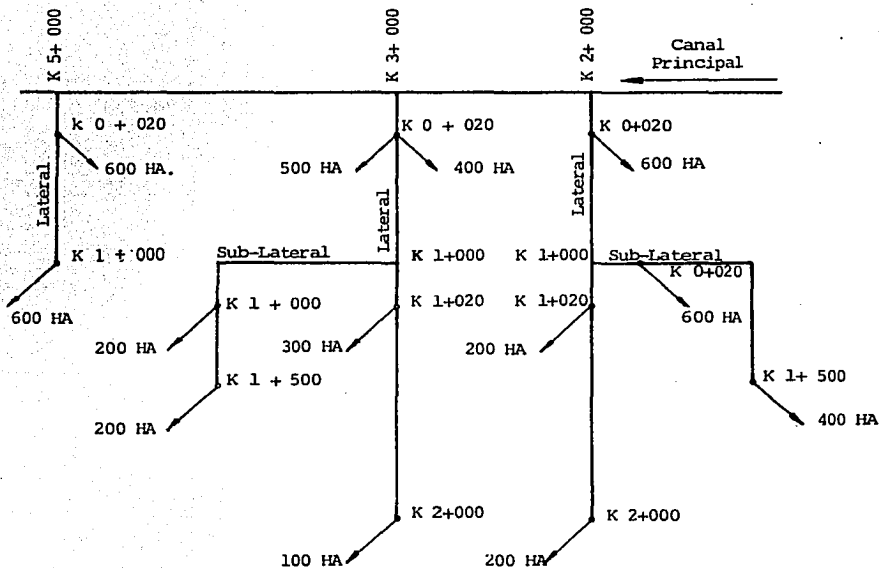 K 5+ 000
K 3+ 000
K 2+ 000
Canal
Principal
k 0 + 020
K 0 + 020
K 0+020
600 HA.
500 HA
400 HA
600 HA
Lateral
Lateral
Lateral
K 1 + 000
Sub-Lateral
K 1+000
K 1+000
Sub-Lateral
K 0+020
600 HA
K 1 + 000
K 1+020
K 1+020
600 HA
200 HA
300 HA
200 HA
K 1 + 500
K 1+ 500
200 HA
400 HA
K 2+000
K 2+000
100 HA
200 HA